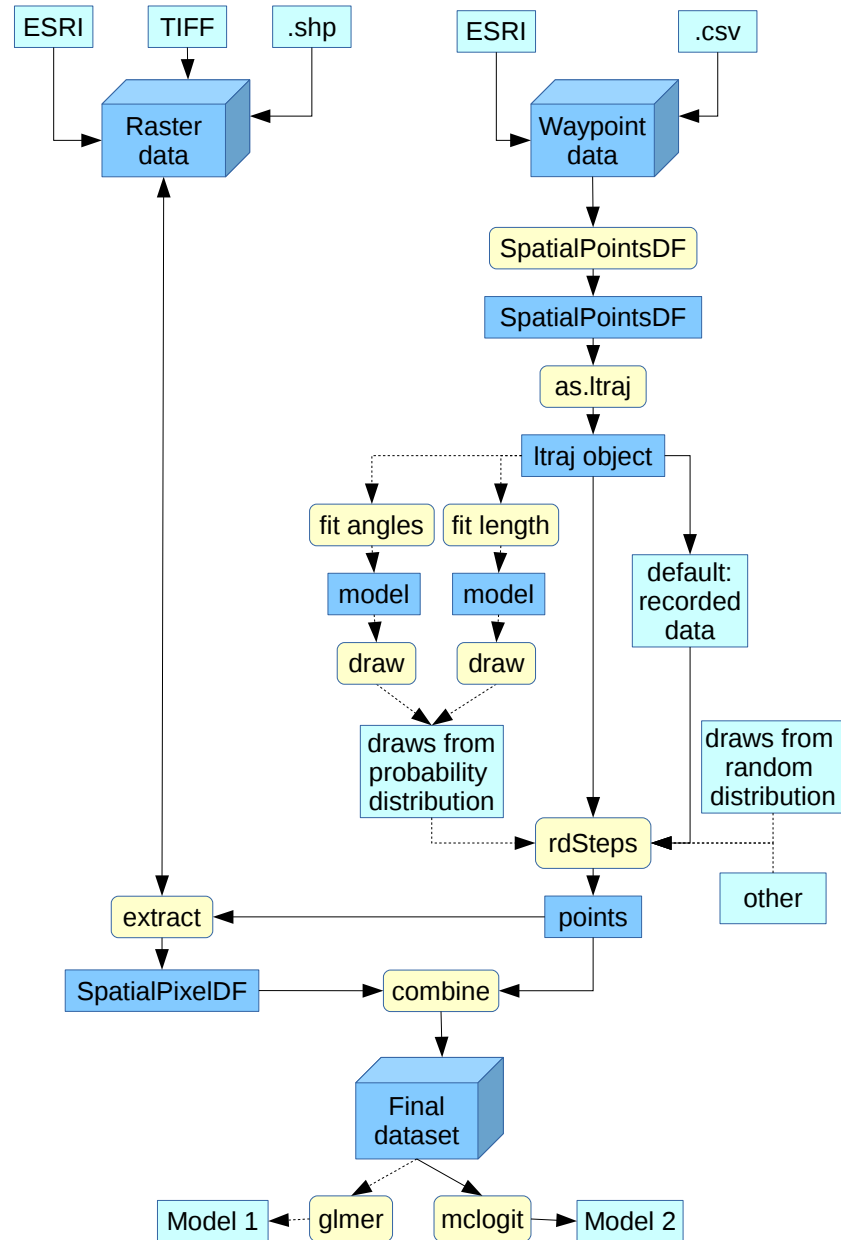 ESRI
TIFF
.shp
ESRI
.csv
Raster
data
Waypoint
data
SpatialPointsDF
SpatialPointsDF
as.ltraj
ltraj object
fit angles
fit length
default:
recorded
data
model
model
draw
draw
draws from
probability
distribution
draws from
random
distribution
rdSteps
other
extract
points
SpatialPixelDF
combine
Final
dataset
Model 1
glmer
mclogit
Model 2